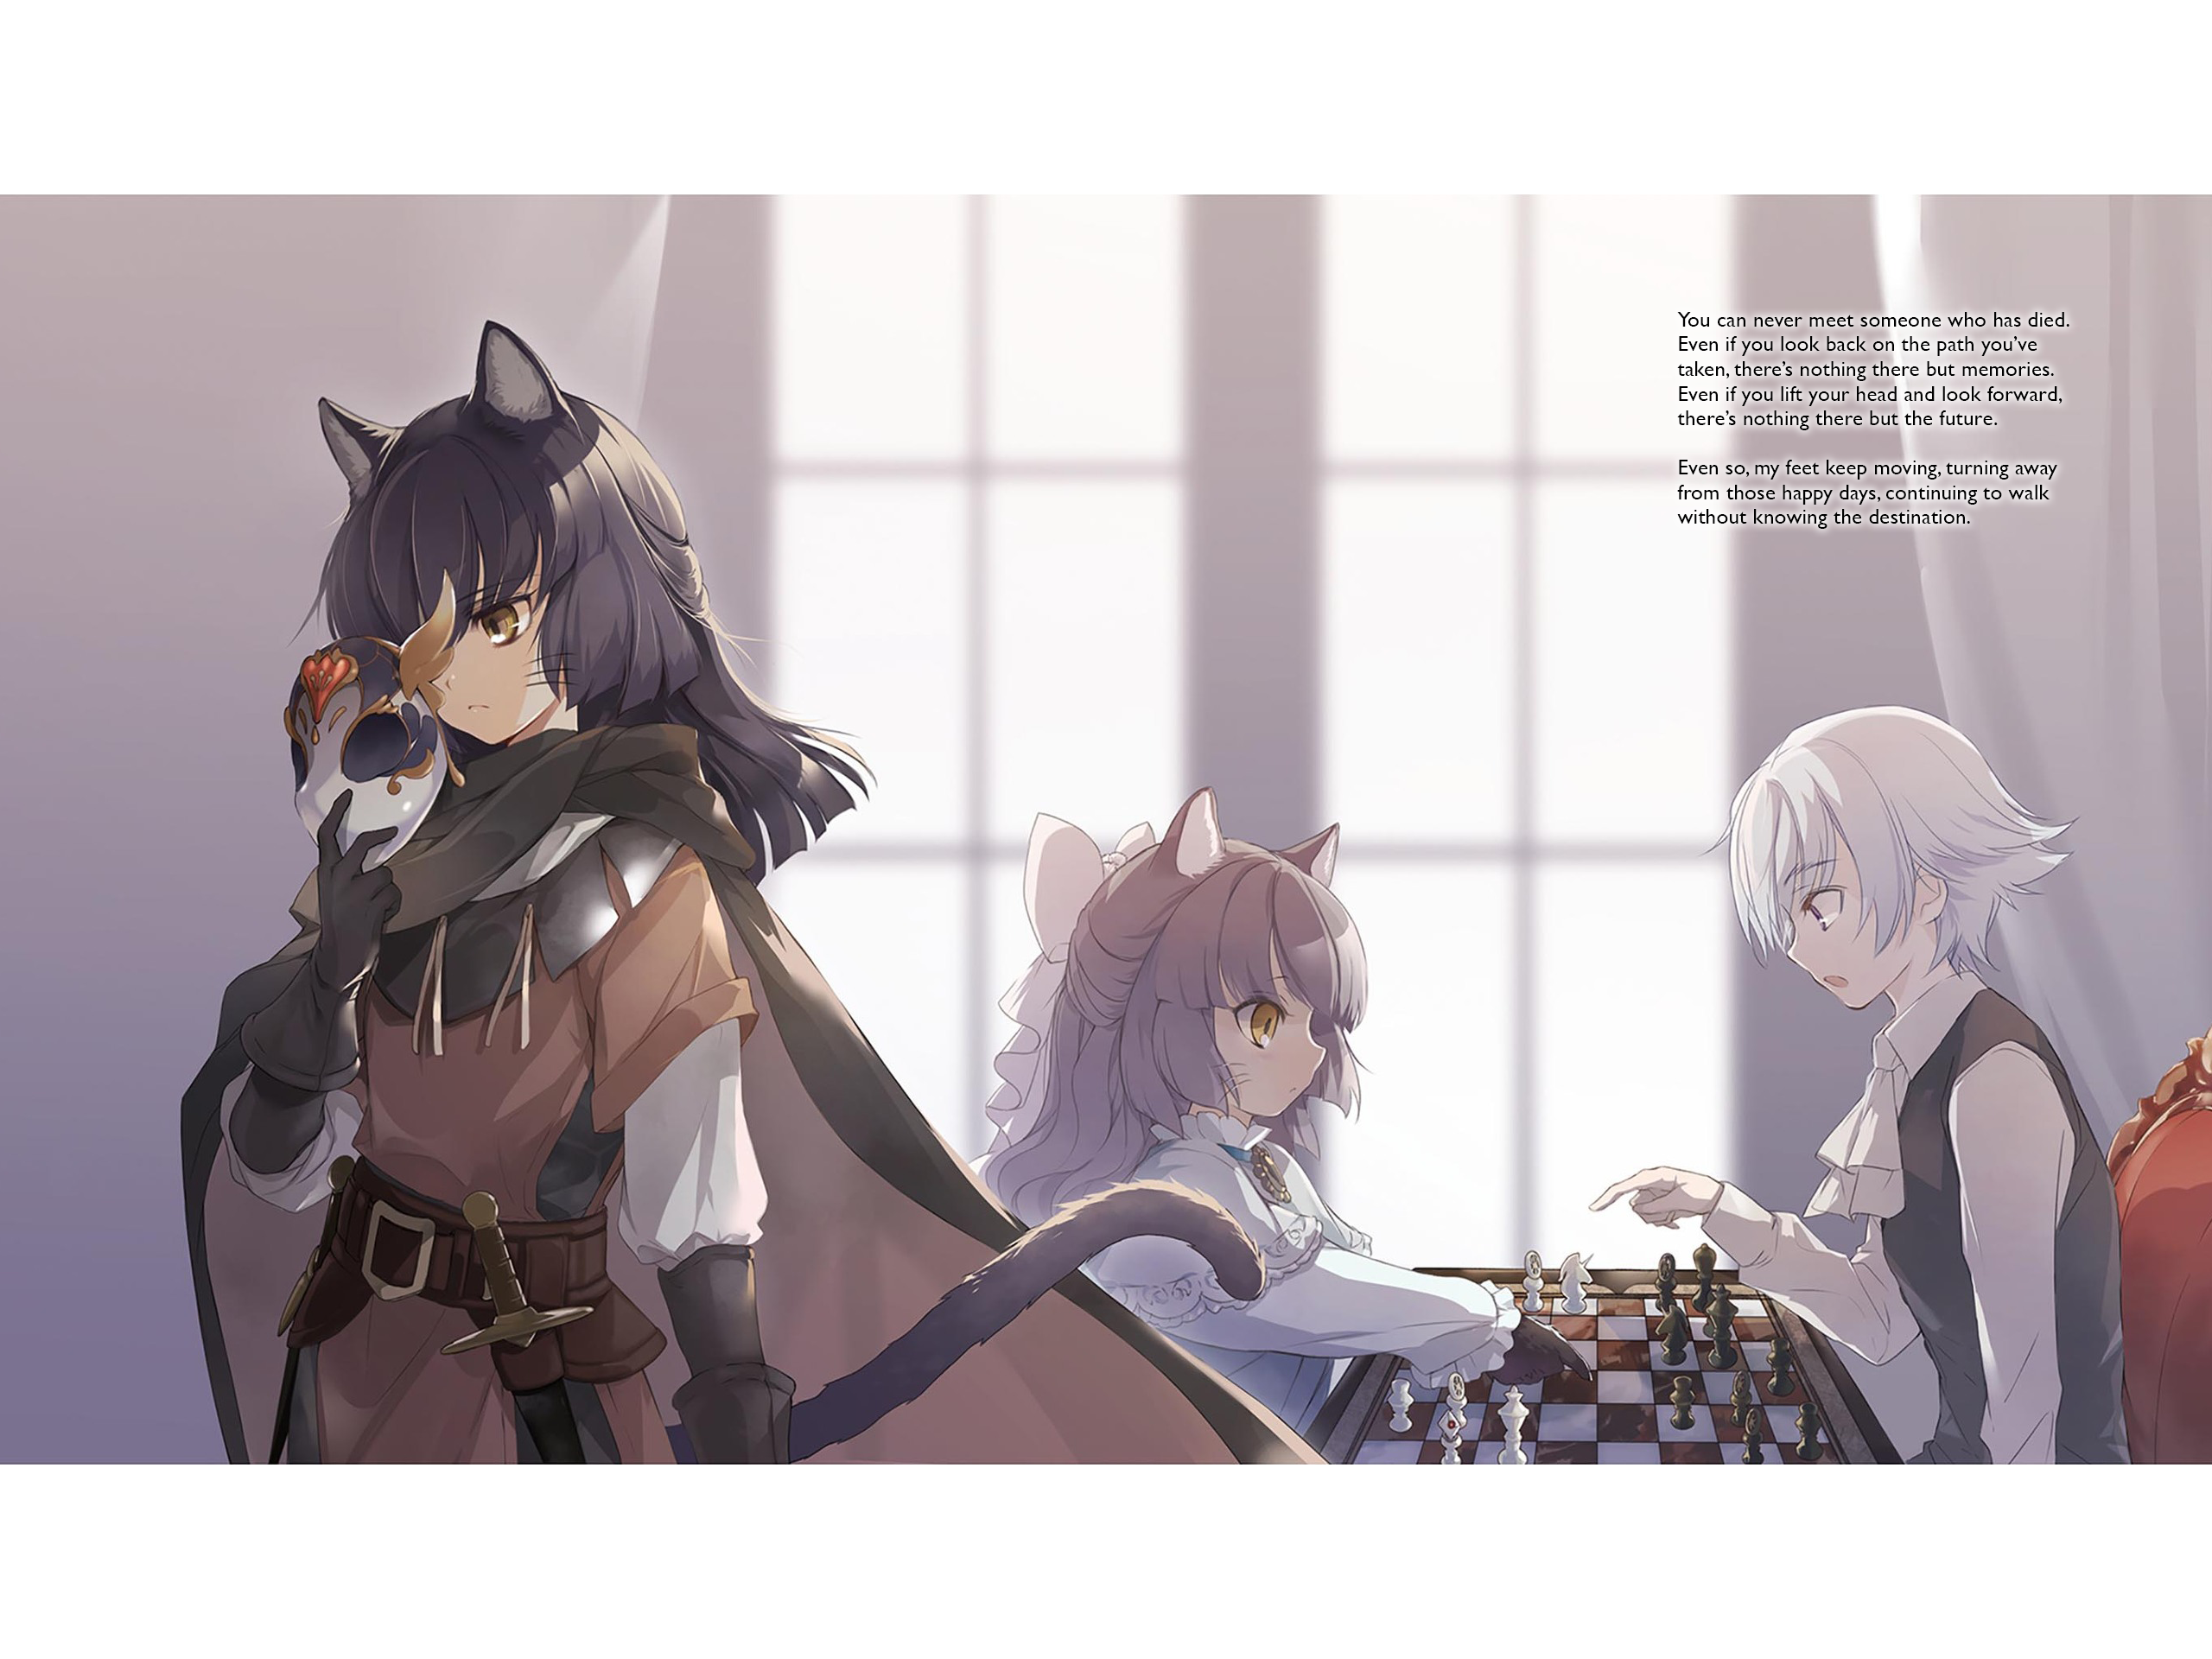 You can never meet someone who has died.
Even if you look back on the path you've
taken, there's nothing there but memories.
Even if you lift your head and look forward,
there's nothing there but the future.
Even so, my feet keep moving, turning away
from those happy days, continuing to walk
without knowing the destination.